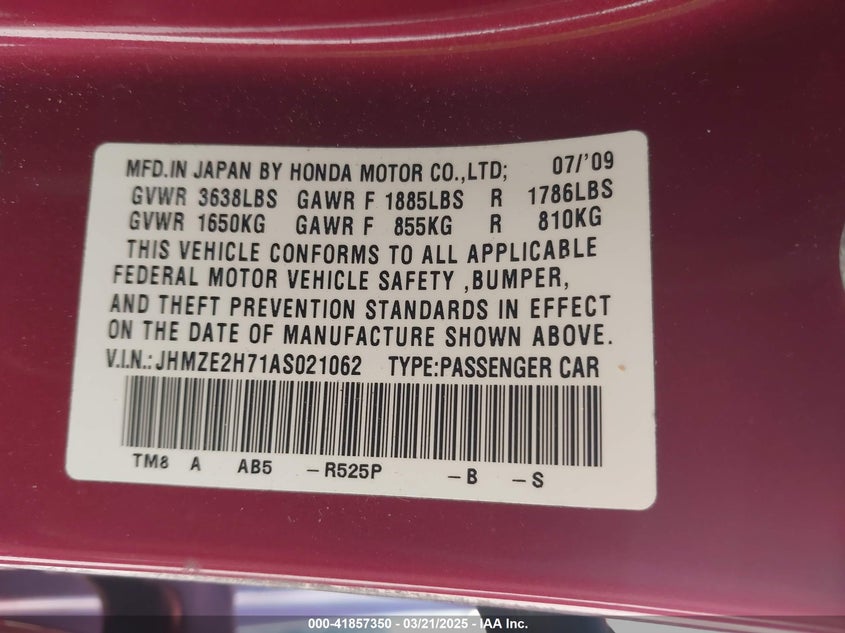 MFD.IN JAPAN BY HONDA MOTOR CO.,LTD; 07/'09
GVWR 3638LBS GAWR F 1885LBS R 1786LBS
GVWR 1650KG GAWR F 855KG R 810KG
THIS VEHICLE CONFORMS TO ALL APPLICABLE
FEDERAL MOTOR VEHICLE SAFETY ,BUMPER,
AND THEFT PREVENTION STANDARDS IN EFFECT
ON THE DATE OF MANUFACTURE SHOWN ABOVE.
V.I.N.: JHMZE2H71AS021062 TYPE:PASSENGER CAR
TM8 A AB5 -R525P -B -S
000-41857350 - 03/21/2025 - IAA Inc.